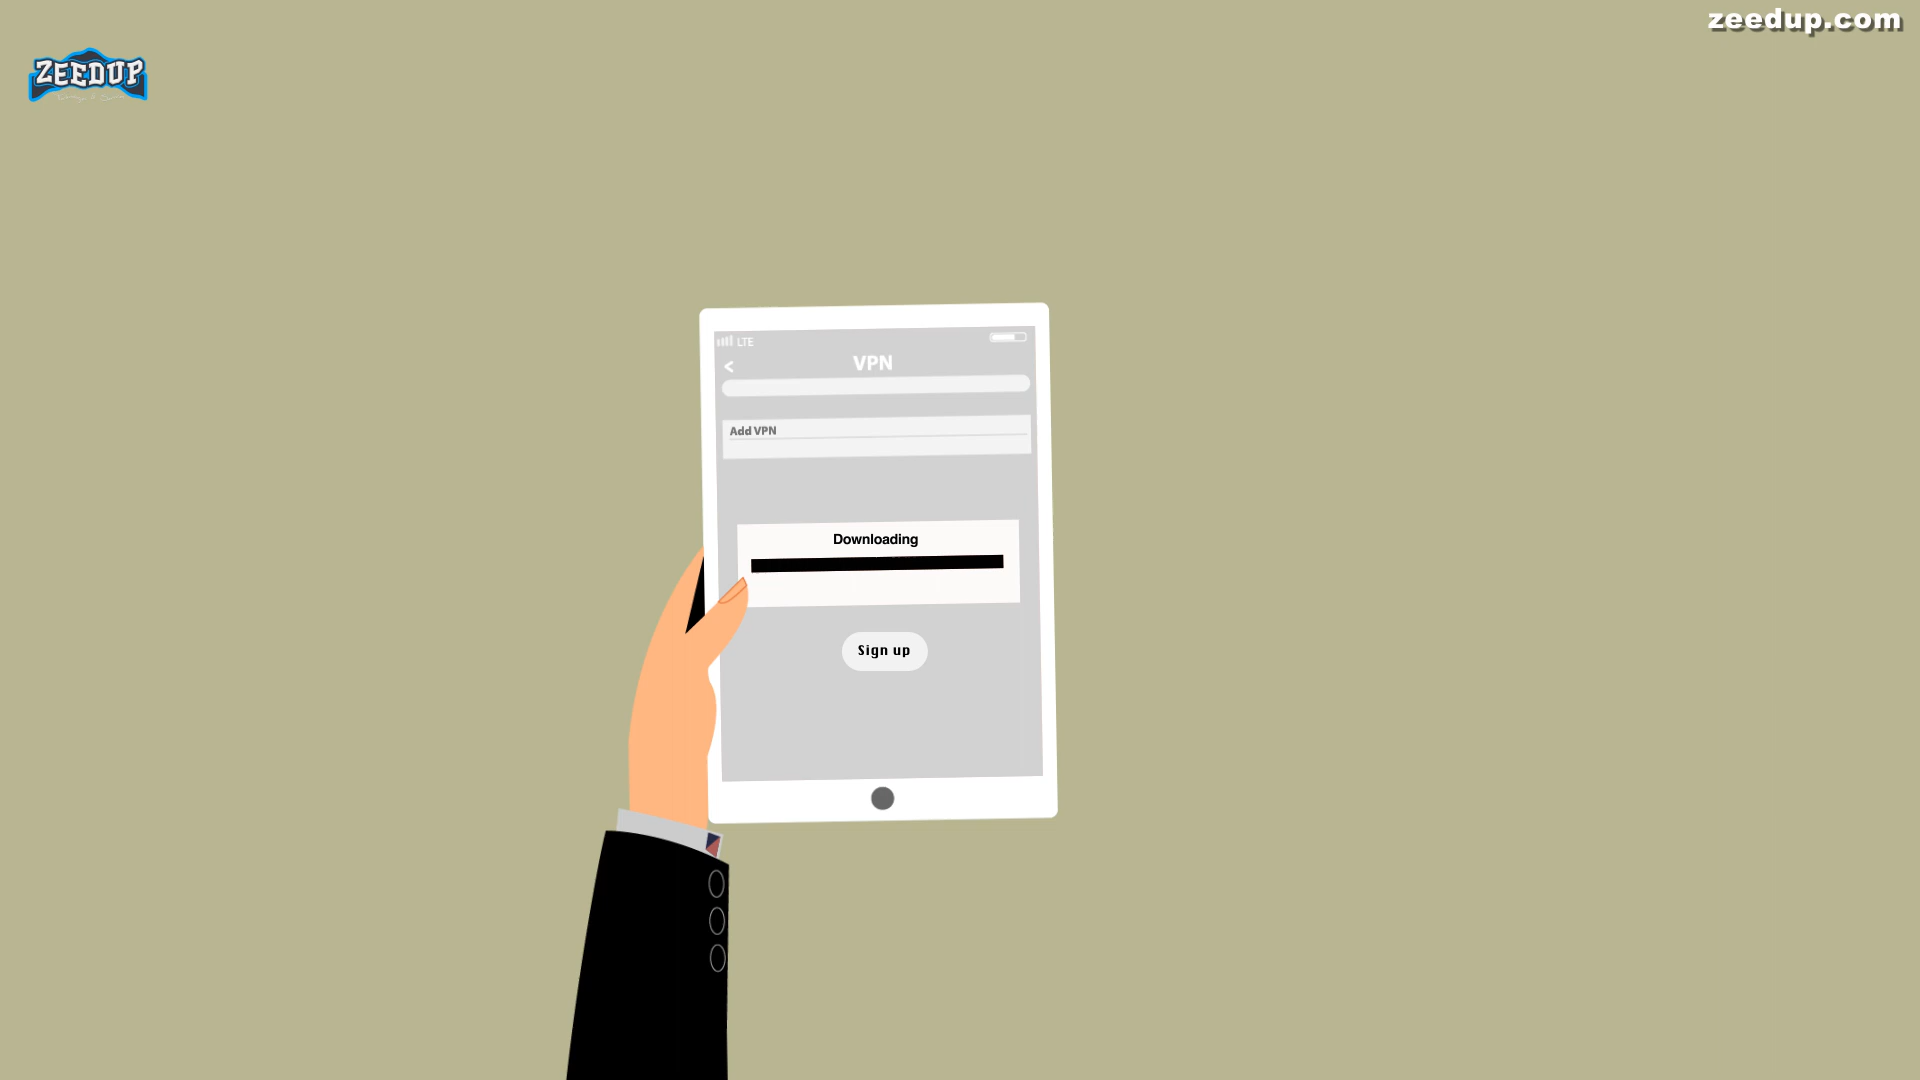 zeedup.com
ZEEDUP
LTE
<
VPN
Add VPN
Downloading
Sign up